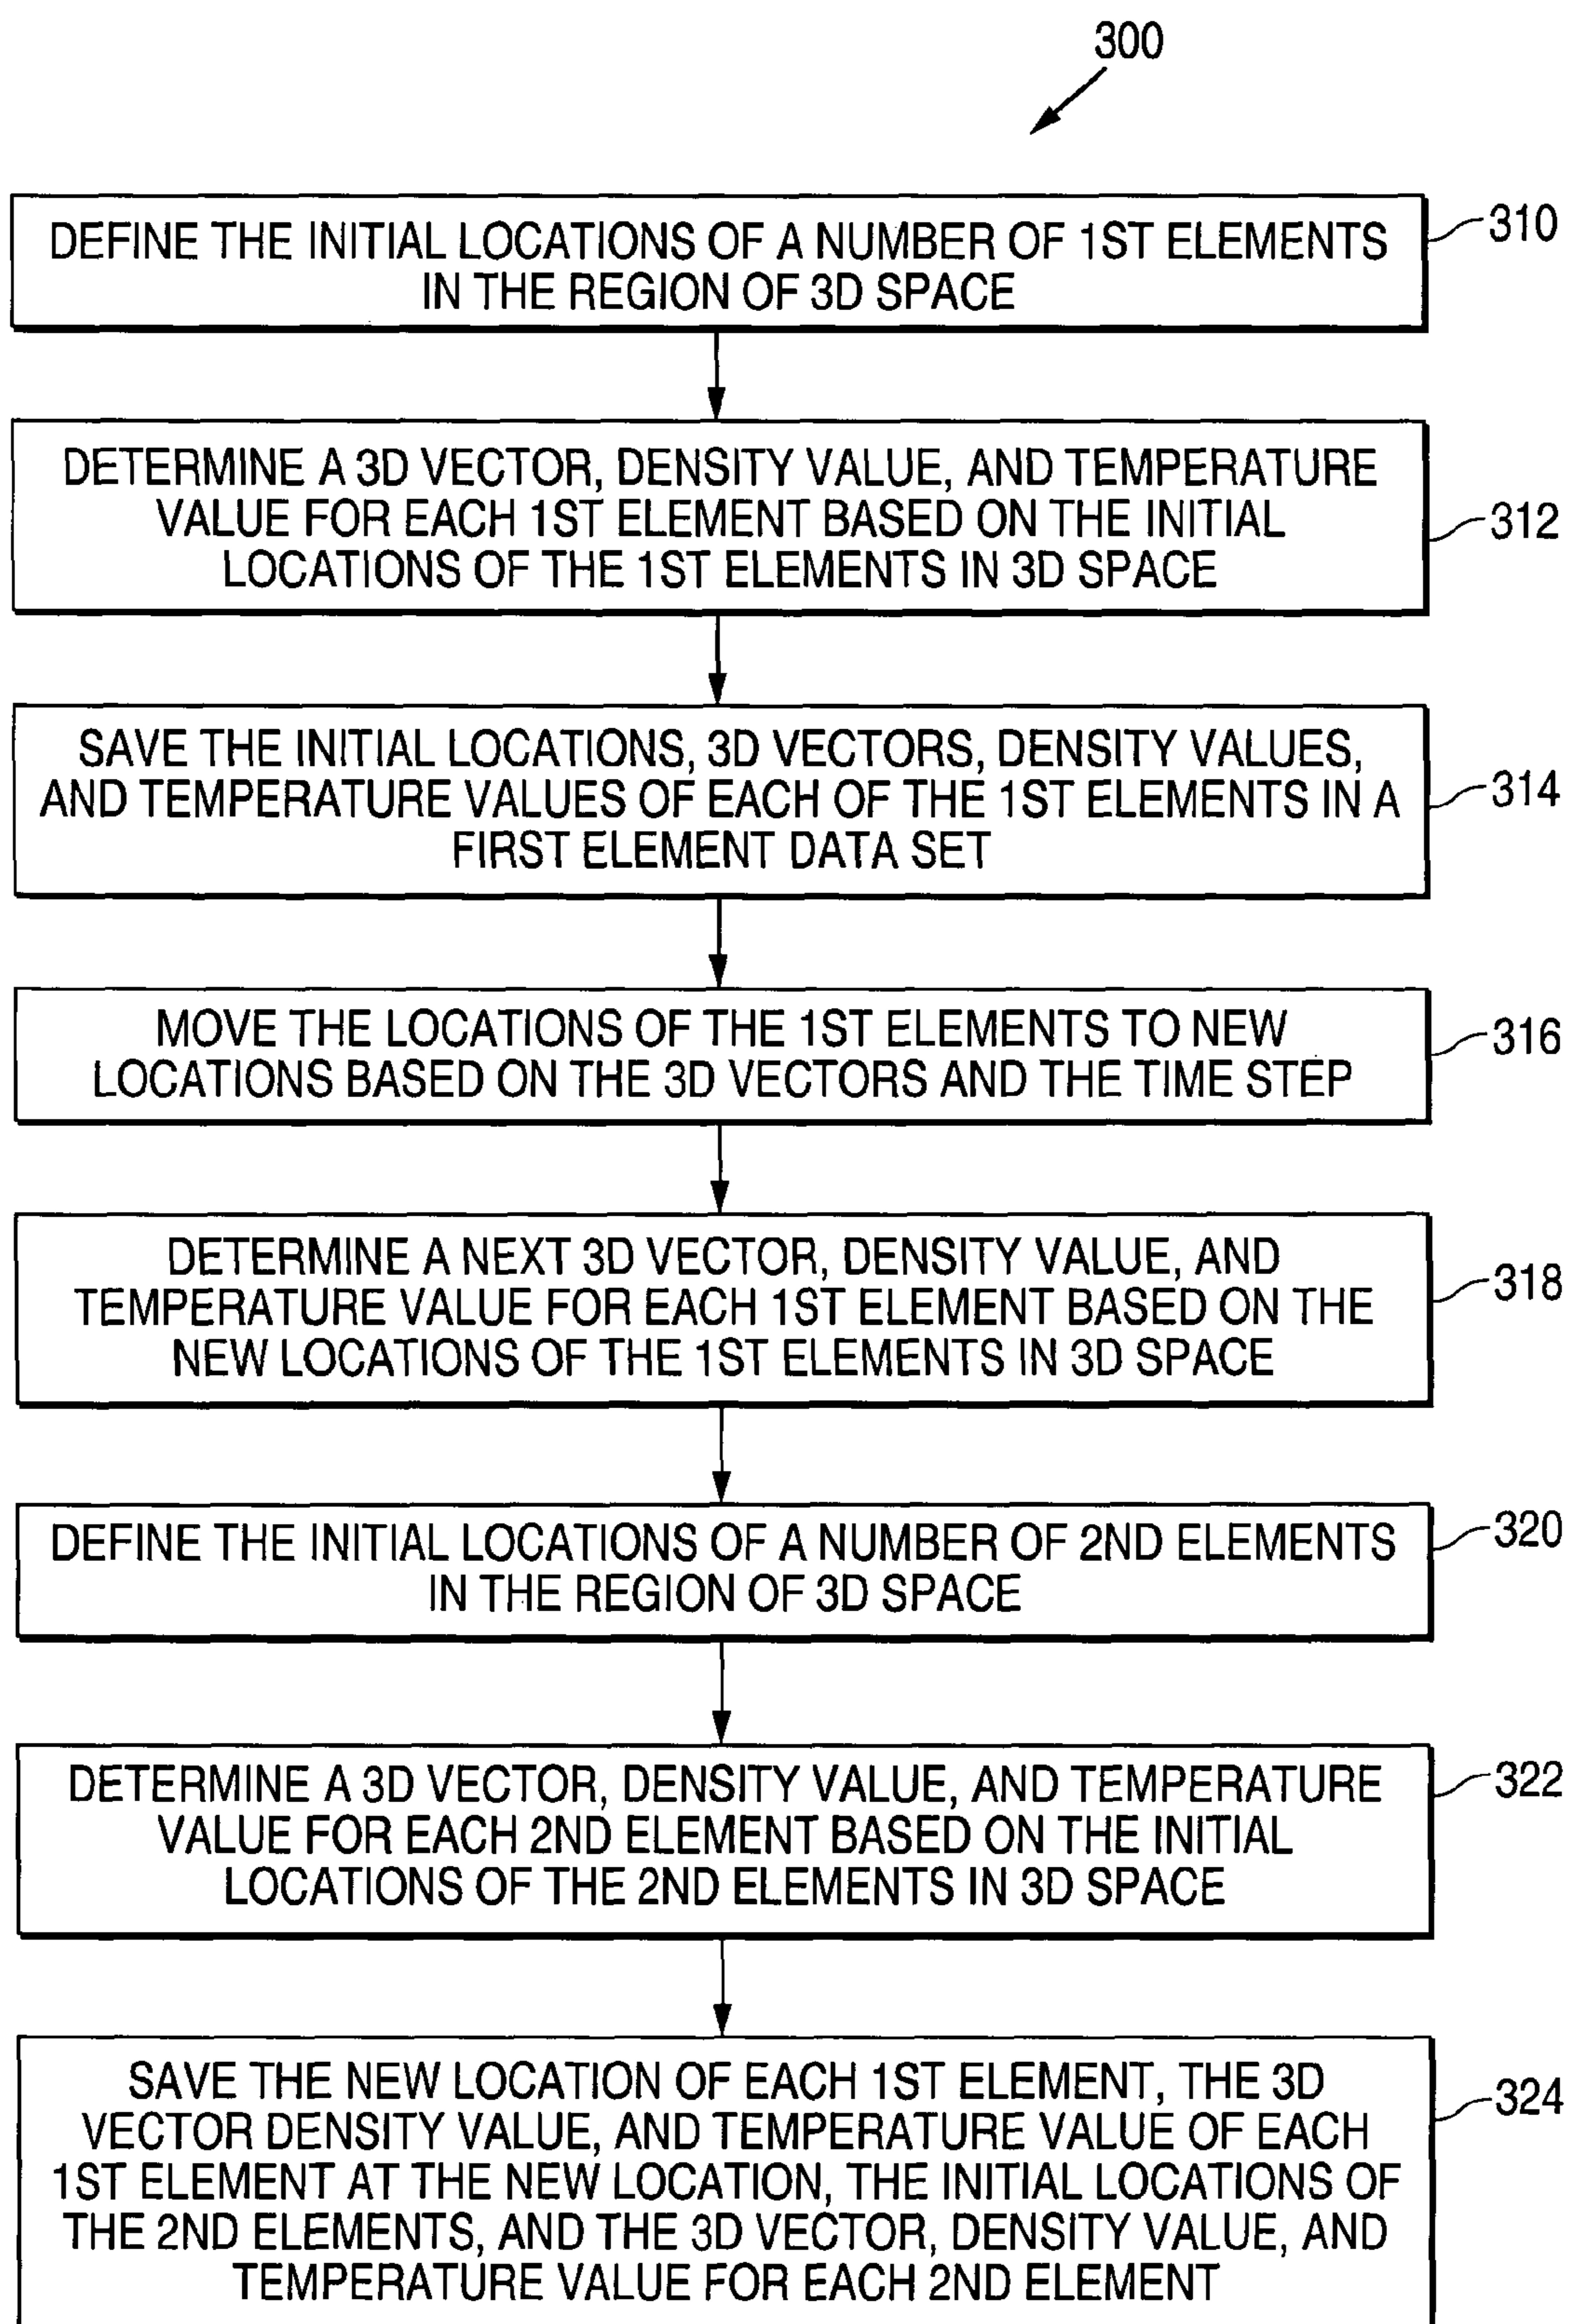 300
DEFINE THE INITIAL LOCATIONS OF A NUMBER OF 1ST ELEMENTS
IN THE REGION OF 3D SPACE
310
DETERMINE A 3D VECTOR, DENSITY VALUE, AND TEMPERATURE
VALUE FOR EACH 1ST ELEMENT BASED ON THE INITIAL
LOCATIONS OF THE 1ST ELEMENTS IN 3D SPACE
312
SAVE THE INITIAL LOCATIONS, 3D VECTORS, DENSITY VALUES,
AND TEMPERATURE VALUES OF EACH OF THE 1ST ELEMENTS IN A
FIRST ELEMENT DATA SET
314
MOVE THE LOCATIONS OF THE 1ST ELEMENTS TO NEW
LOCATIONS BASED ON THE 3D VECTORS AND THE TIME STEP
316
DETERMINE A NEXT 3D VECTOR, DENSITY VALUE, AND
TEMPERATURE VALUE FOR EACH 1ST ELEMENT BASED ON THE
NEW LOCATIONS OF THE 1ST ELEMENTS IN 3D SPACE
318
DEFINE THE INITIAL LOCATIONS OF A NUMBER OF 2ND ELEMENTS
IN THE REGION OF 3D SPACE
320
DETERMINE A 3D VECTOR, DENSITY VALUE, AND TEMPERATURE
VALUE FOR EACH 2ND ELEMENT BASED ON THE INITIAL
LOCATIONS OF THE 2ND ELEMENTS IN 3D SPACE
322
SAVE THE NEW LOCATION OF EACH 1ST ELEMENT, THE 3D
VECTOR DENSITY VALUE, AND TEMPERATURE VALUE OF EACH
1ST ELEMENT AT THE NEW LOCATION, THE INITIAL LOCATIONS OF
THE 2ND ELEMENTS, AND THE 3D VECTOR, DENSITY VALUE, AND
TEMPERATURE VALUE FOR EACH 2ND ELEMENT
324